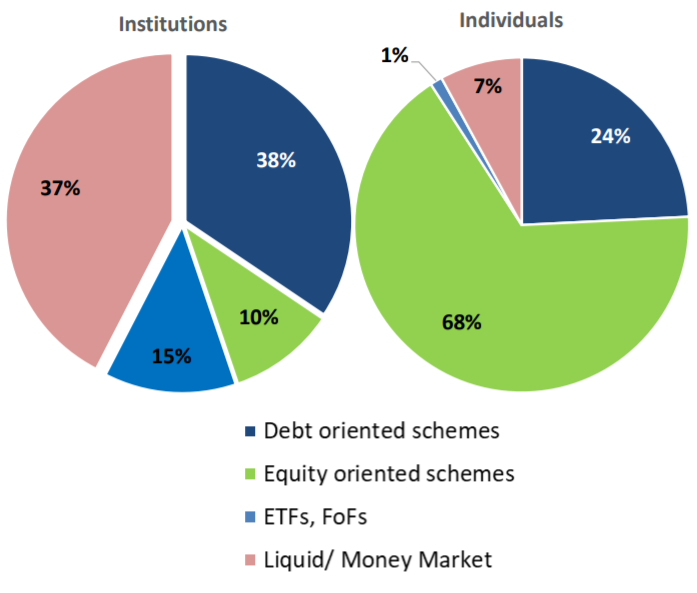 Institutions
38%
10%
15%
37%
Individuals
1%
7%
24%
68%
Debt oriented schemes
Equity oriented schemes
ETFs, FoFs
Liquid/ Money Market